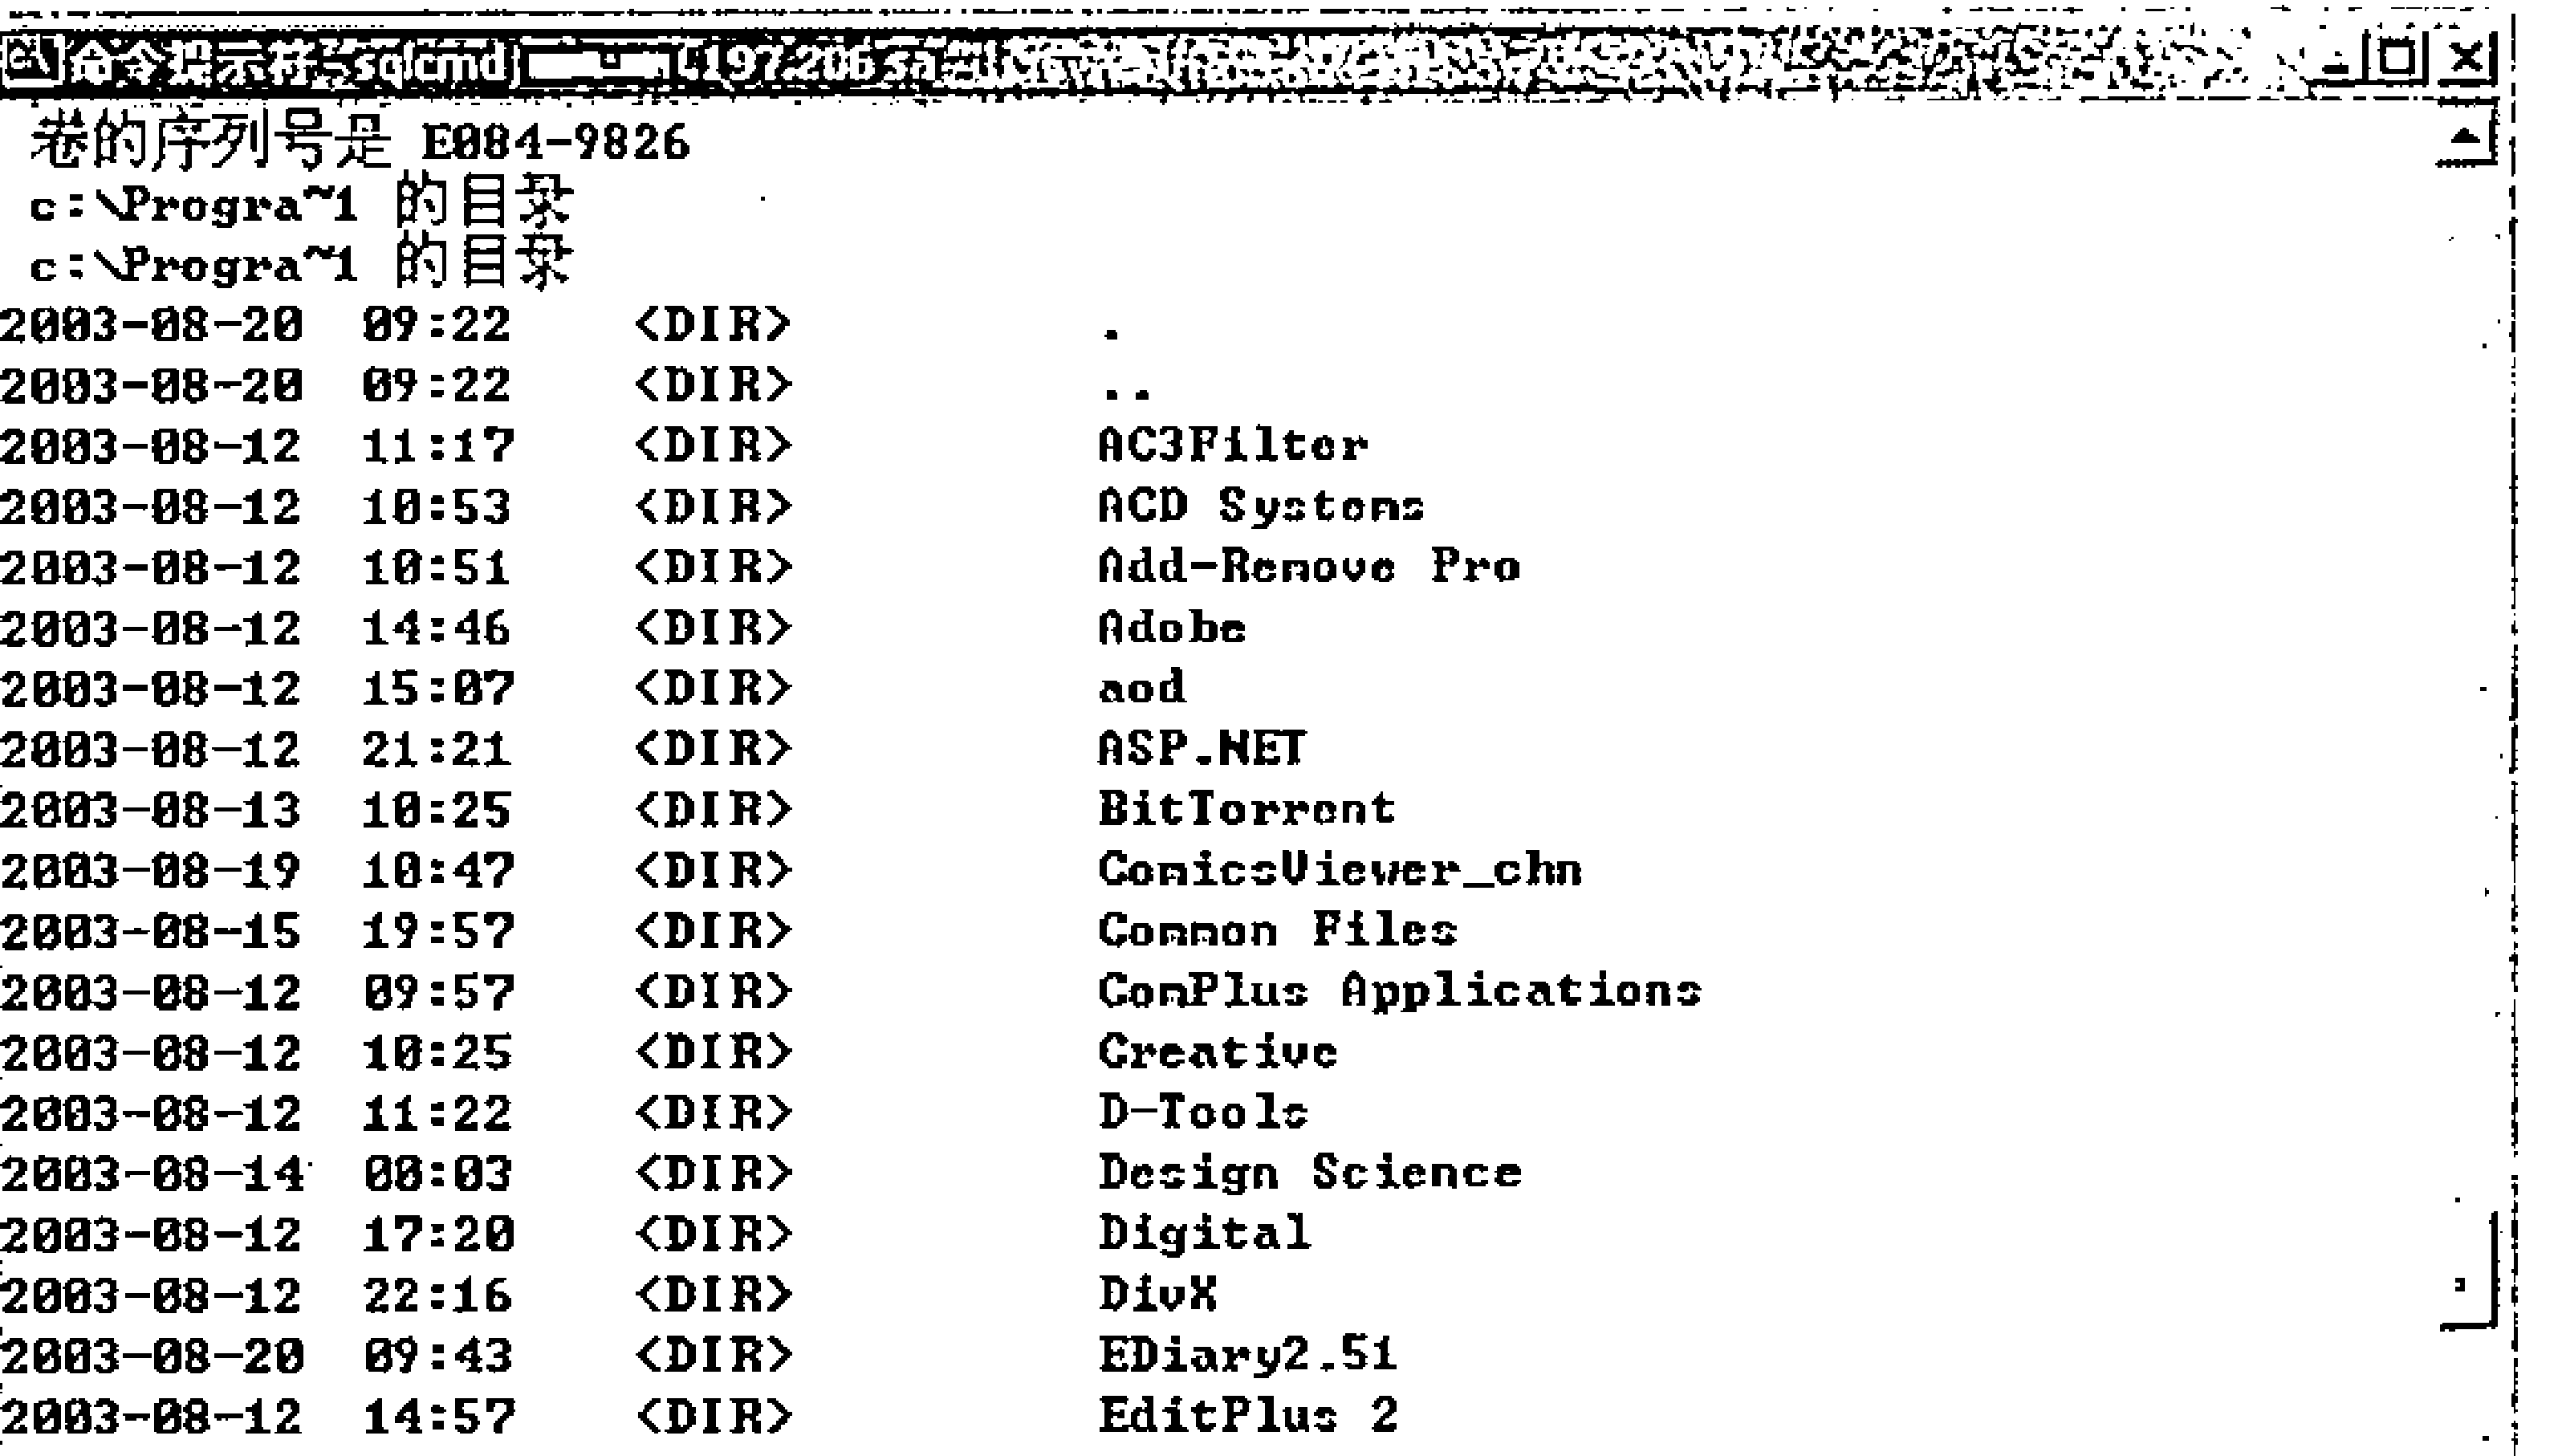 命令提示符 - sqlcmd
卷的序列号是 E084-9826
c:\Progra~1 的目录
c:\Progra~1 的目录
2003-08-20 09:22 <DIR> .
2003-08-20 09:22 <DIR> ..
2003-08-12 11:17 <DIR> AC3Filter
2003-08-12 10:53 <DIR> ACD Systems
2003-08-12 10:51 <DIR> Add-Remove Pro
2003-08-12 14:46 <DIR> Adobe
2003-08-12 15:07 <DIR> aod
2003-08-12 21:21 <DIR> ASP.NET
2003-08-13 10:25 <DIR> BitTorrent
2003-08-19 10:47 <DIR> ComicsViewer_chn
2003-08-15 19:57 <DIR> Common Files
2003-08-12 09:57 <DIR> ComPlus Applications
2003-08-12 10:25 <DIR> Creative
2003-08-12 11:22 <DIR> D-Tools
2003-08-14 00:03 <DIR> Design Science
2003-08-12 17:20 <DIR> Digital
2003-08-12 22:16 <DIR> DivX
2003-08-20 09:43 <DIR> EDiary2.51
2003-08-12 14:57 <DIR> EditPlus 2